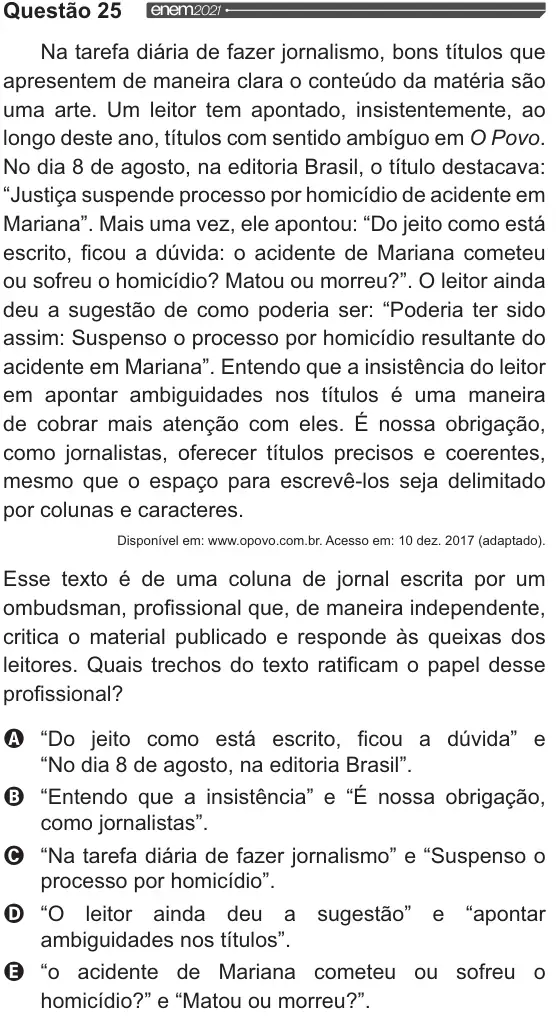 Questão 25 enem2021
Na tarefa diária de fazer jornalismo, bons títulos que
apresentem de maneira clara o conteúdo da matéria são
uma arte. Um leitor tem apontado, insistentemente, ao
longo deste ano, títulos com sentido ambíguo em O Povo.
No dia 8 de agosto, na editoria Brasil, o título destacava:
“Justiça suspende processo por homicídio de acidente em
Mariana”. Mais uma vez, ele apontou: “Do jeito como está
escrito, ficou a dúvida: o acidente de Mariana cometeu
ou sofreu o homicídio? Matou ou morreu?”. O leitor ainda
deu a sugestão de como poderia ser: “Poderia ter sido
assim: Suspenso o processo por homicídio resultante do
acidente em Mariana”. Entendo que a insistência do leitor
em apontar ambiguidades nos títulos é uma maneira
de cobrar mais atenção com eles. É nossa obrigação,
como jornalistas, oferecer títulos precisos e coerentes,
mesmo que o espaço para escrevê-los seja delimitado
por colunas e caracteres.
Disponível em: www.opovo.com.br. Acesso em: 10 dez. 2017 (adaptado).
Esse texto é de uma coluna de jornal escrita por um
ombudsman, profissional que, de maneira independente,
critica o material publicado e responde às queixas dos
leitores. Quais trechos do texto ratificam o papel desse
profissional?
A “Do jeito como está escrito, ficou a dúvida” e
“No dia 8 de agosto, na editoria Brasil”.
B “Entendo que a insistência” e “É nossa obrigação,
como jornalistas”.
C “Na tarefa diária de fazer jornalismo” e “Suspenso o
processo por homicídio”.
D “O leitor ainda deu a sugestão” e “apontar
ambiguidades nos títulos”.
E “o acidente de Mariana cometeu ou sofreu o
homicídio?” e “Matou ou morreu?”.